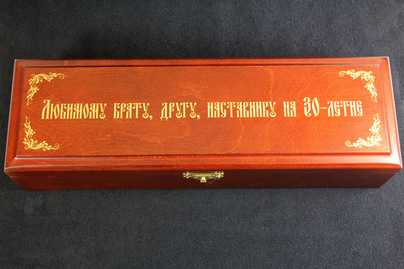 Любимому брату, другу, наставнику на 30-летие